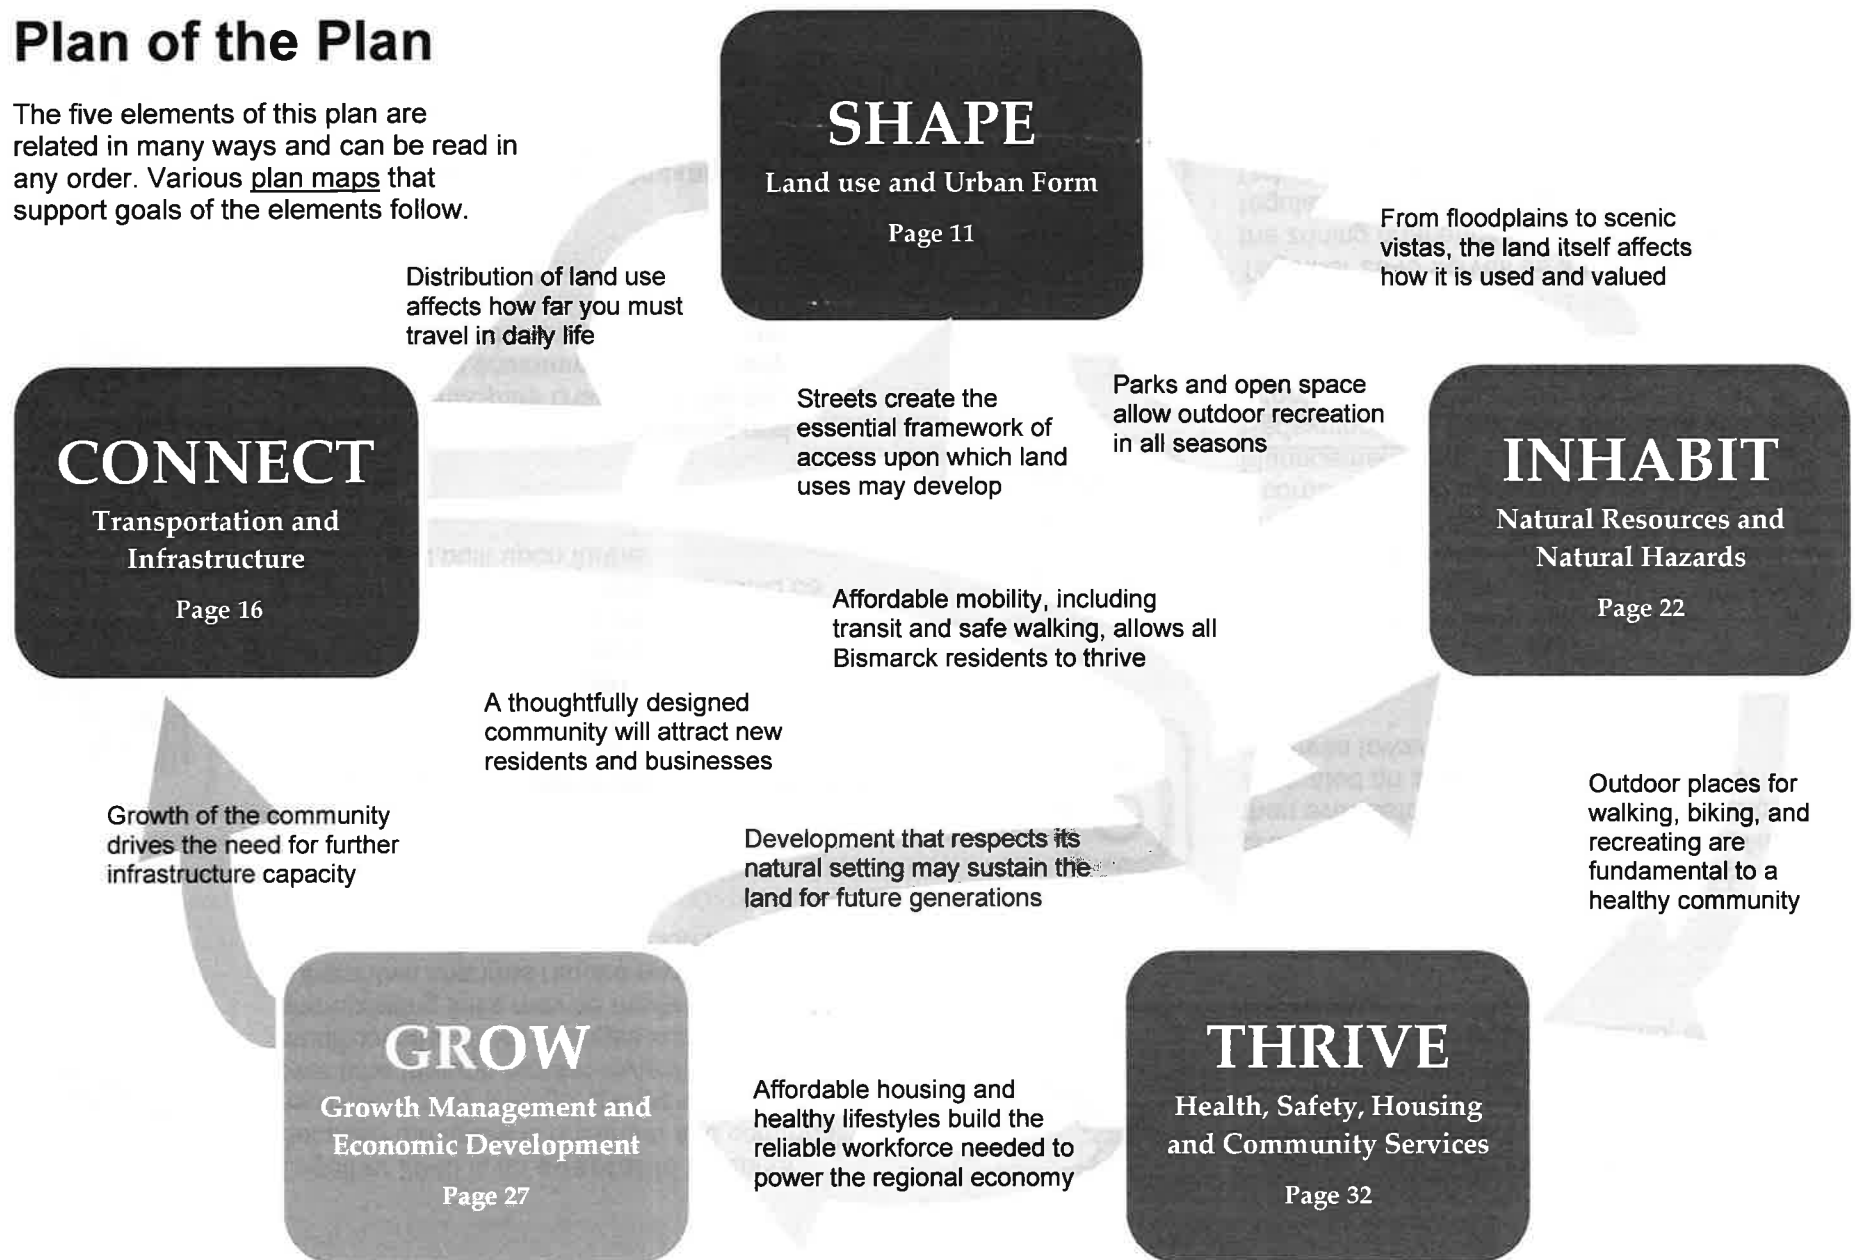 Plan of the Plan
The five elements of this plan are
related in many ways and can be read in
any order. Various plan maps that
support goals of the elements follow.
SHAPE
Land use and Urban Form
Page 11
From floodplains to scenic
vistas, the land itself affects
how it is used and valued
Distribution of land use
affects how far you must
travel in daily life
CONNECT
Transportation and
Infrastructure
Page 16
Streets create the
essential framework of
access upon which land
uses may develop
Parks and open space
allow outdoor recreation
in all seasons
INHABIT
Natural Resources and
Natural Hazards
Page 22
Affordable mobility, including
transit and safe walking, allows all
Bismarck residents to thrive
A thoughtfully designed
community will attract new
residents and businesses
Growth of the community
drives the need for further
infrastructure capacity
Development that respects its
natural setting may sustain the
land for future generations
Outdoor places for
walking, biking, and
recreating are
fundamental to a
healthy community
GROW
Growth Management and
Economic Development
Page 27
Affordable housing and
healthy lifestyles build the
reliable workforce needed to
power the regional economy
THRIVE
Health, Safety, Housing
and Community Services
Page 32